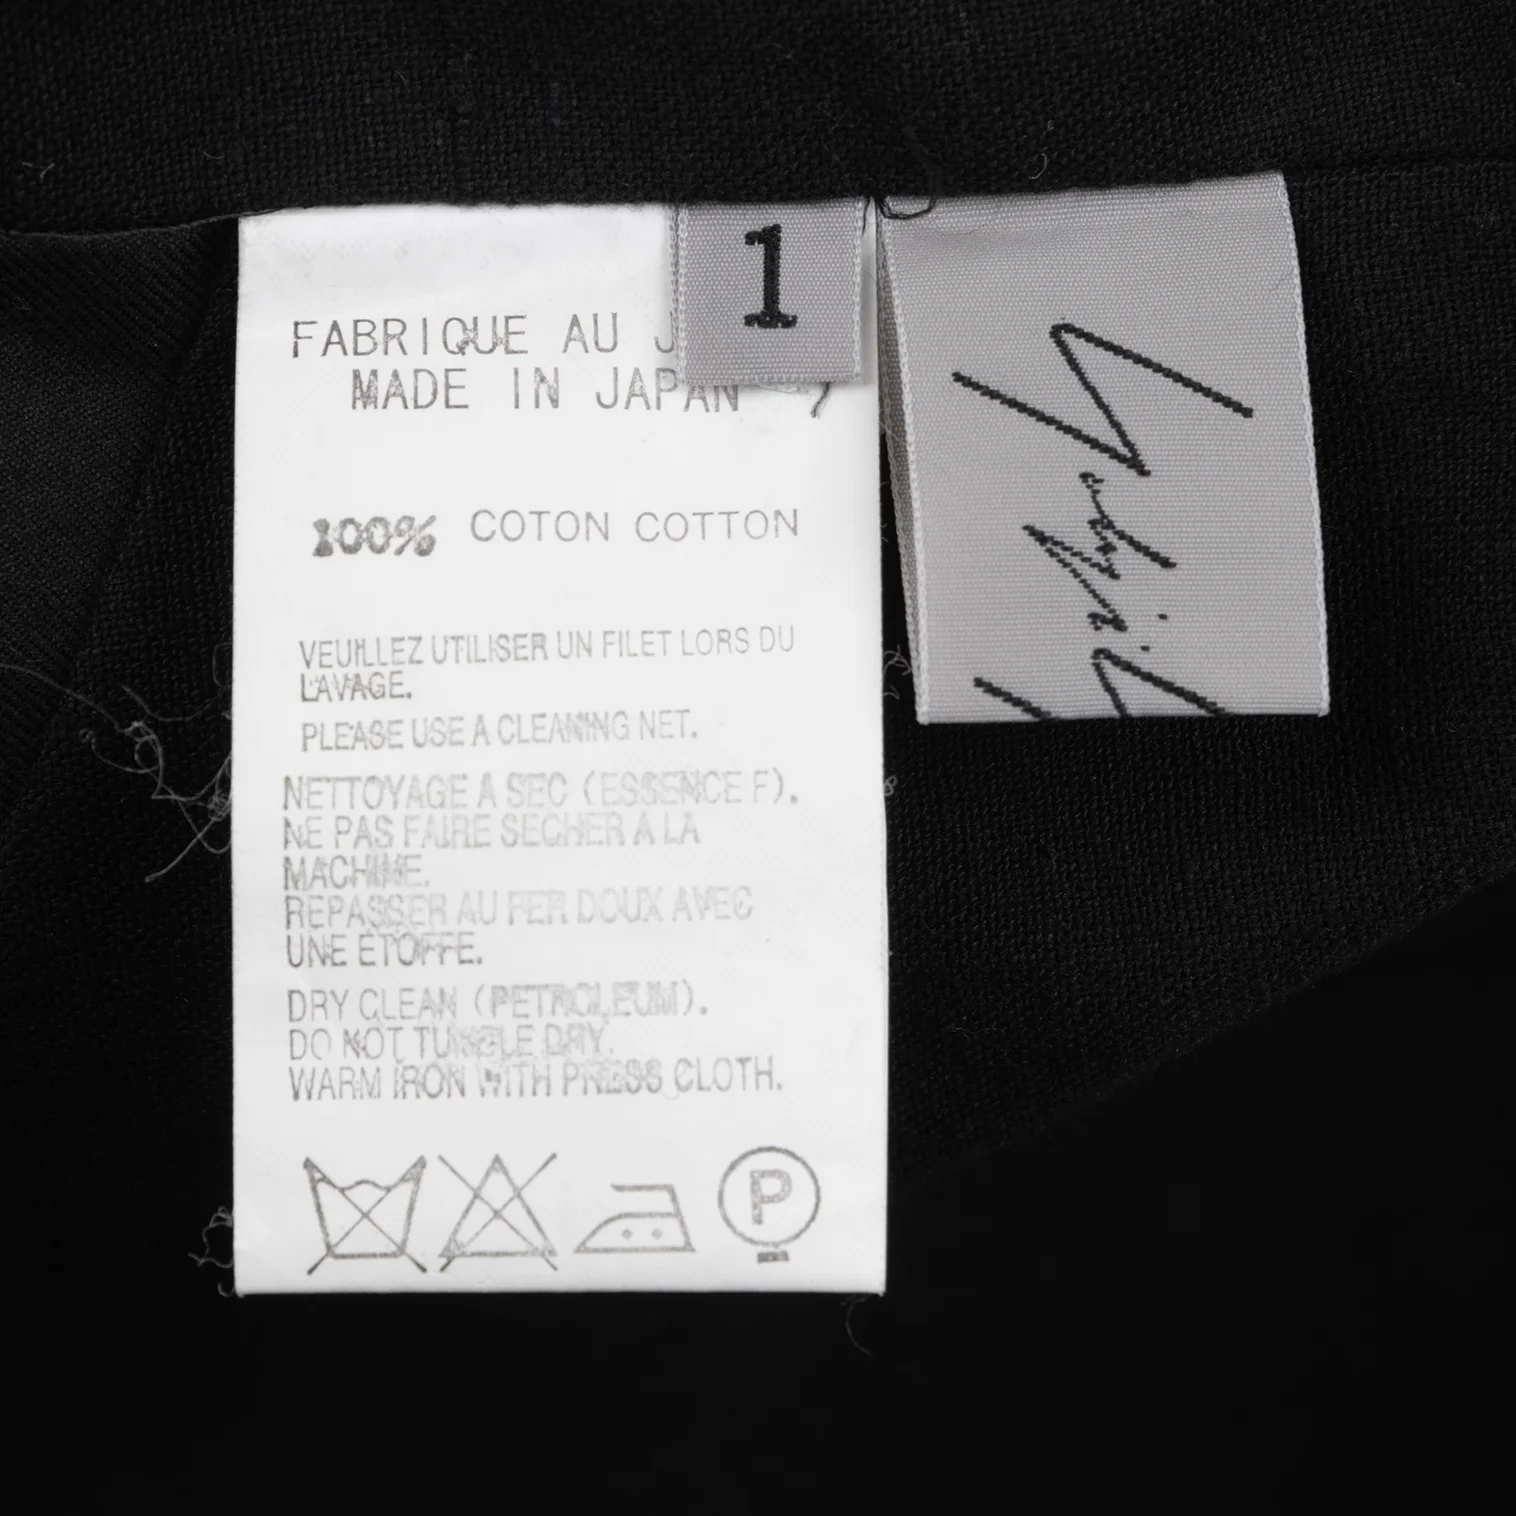 1
FABRIQUE AU J
MADE IN JAPAN
100% COTON COTTON
VEUILLEZ UTILISER UN FILET LORS DU
LAVAGE.
PLEASE USE A CLEANING NET.
NETTOYAGE A SEC (ESSENCE F).
NE PAS FAIRE SECHER A LA
MACHINE.
REPASSER AU FER DOUX AVEC
UNE ÉTOFFE.
DRY CLEAN (PETROLEUM).
DO NOT TUMBLE DRY.
WARM IRON WITH PRESS CLOTH.
P
Yohji